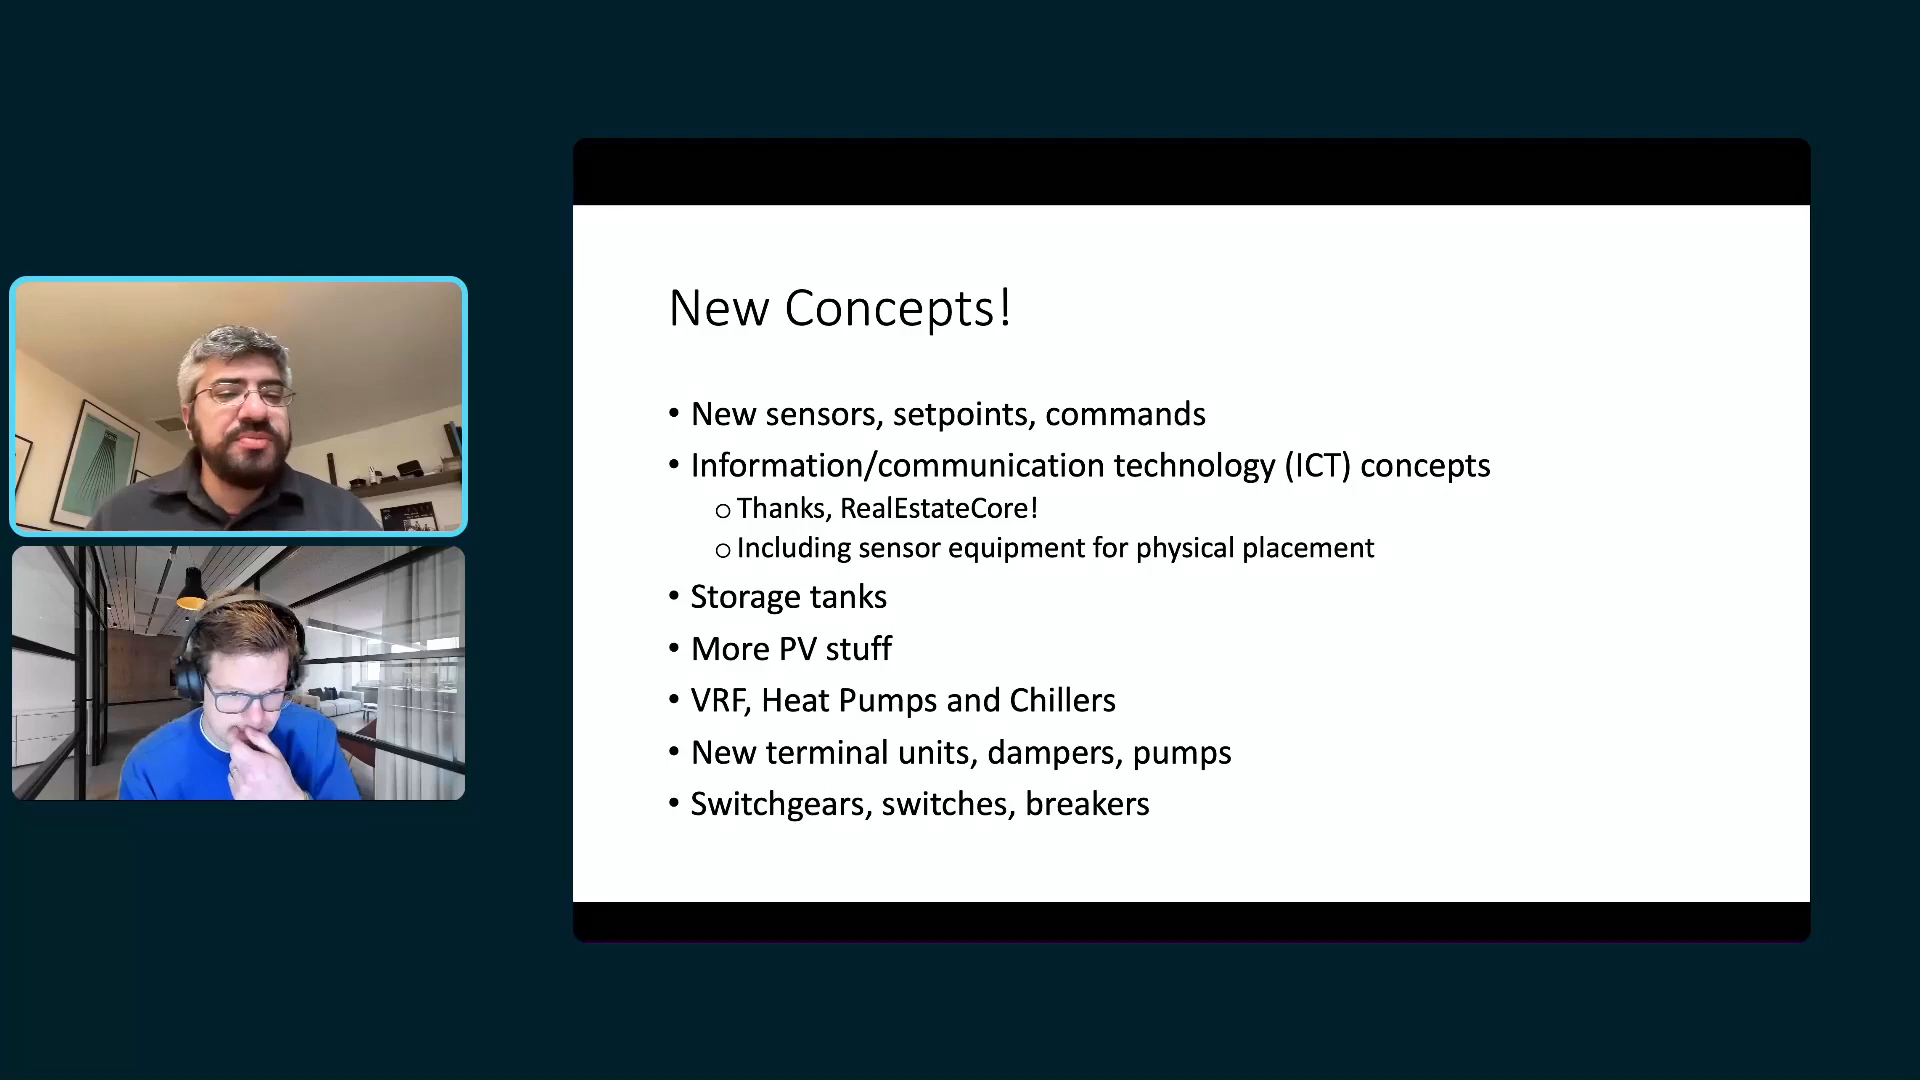 New Concepts!
• New sensors, setpoints, commands
• Information/communication technology (ICT) concepts
o Thanks, RealEstateCore!
o Including sensor equipment for physical placement
• Storage tanks
• More PV stuff
• VRF, Heat Pumps and Chillers
• New terminal units, dampers, pumps
• Switchgears, switches, breakers